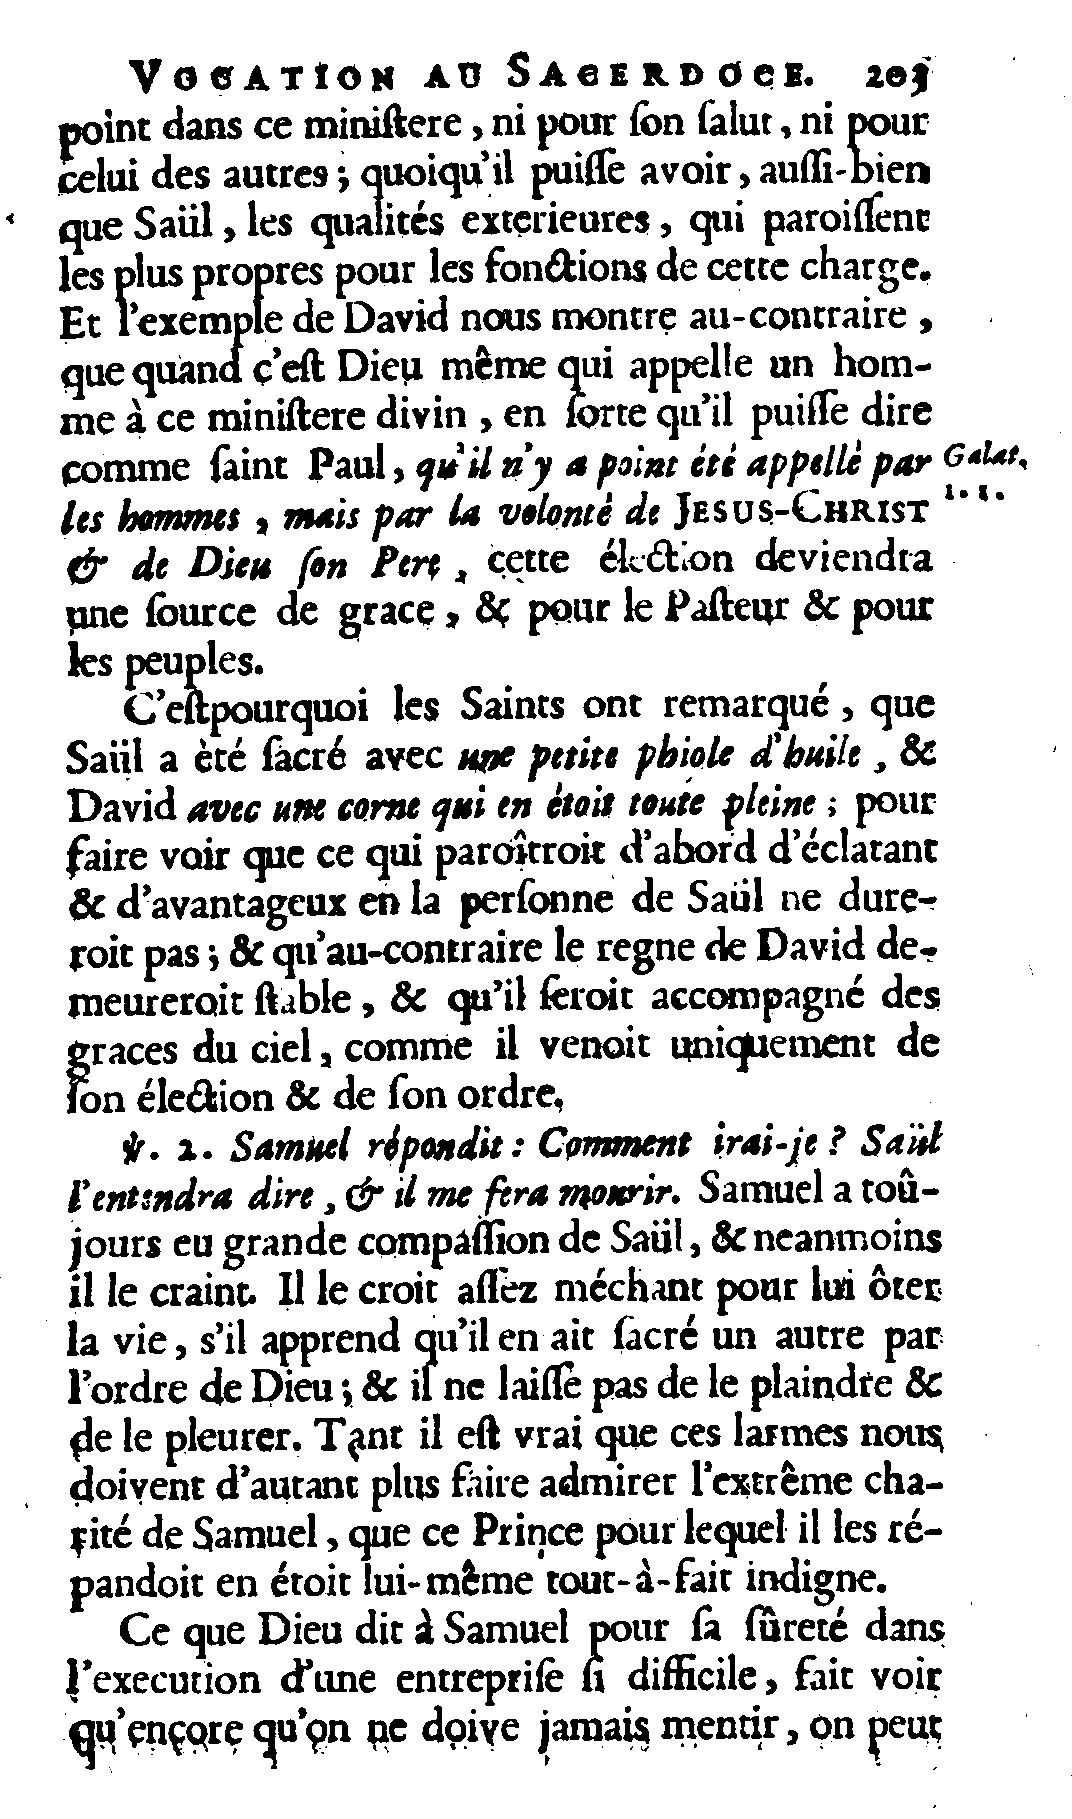 VOCATION AU SACERDOCE. 203
point dans ce miniſtere, ni pour ſon ſalut, ni pour
celui des autres ; quoiqu'il puiſſe avoir, auſſi-bien
que Saül, les qualités exterieures, qui paroiſſent
les plus propres pour les fonctions de cette charge.
Et l'exemple de David nous montre au-contraire,
que quand c'eſt Dieu même qui appelle un hom-
me à ce miniſtere divin, en ſorte qu'il puiſſe dire
comme ſaint Paul, qu'il n'y a point été appellé par
Galat.
les hommes, mais par la volonté de JESUS-CHRIST
1. 1.
& de Dieu ſon Pere, cette élection deviendra
une ſource de grace, & pour le Paſteur & pour
les peuples.
C'eſtpourquoi les Saints ont remarqué, que
Saül a èté ſacré avec une petite phiole d'huile, &
David avec une corne qui en étoit toute pleine ; pour
faire voir que ce qui paroîtroit d'abord d'éclatant
& d'avantageux en la perſonne de Saül ne dure-
roit pas ; & qu'au-contraire le regne de David de-
meureroit ſtable, & qu'il ſeroit accompagné des
graces du ciel, comme il venoit uniquement de
ſon élection & de ſon ordre.
℣. 2. Samuel répondit : Comment irai-je ? Saül
l'entendra dire, & il me fera mourir. Samuel a toû-
jours eu grande compaſſion de Saül, & neanmoins
il le craint. Il le croit aſſez méchant pour lui ôter
la vie, s'il apprend qu'il en ait ſacré un autre par
l'ordre de Dieu ; & il ne laiſſe pas de le plaindre &
de le pleurer. Tant il eſt vrai que ces larmes nous
doivent d'autant plus faire admirer l'extrême cha-
rité de Samuel, que ce Prince pour lequel il les ré-
pandoit en étoit lui-même tout-à-fait indigne.
Ce que Dieu dit à Samuel pour ſa ſûreté dans
l'execution d'une entrepriſe ſi difficile, fait voir
qu'encore qu'on ne doive jamais mentir, on peut